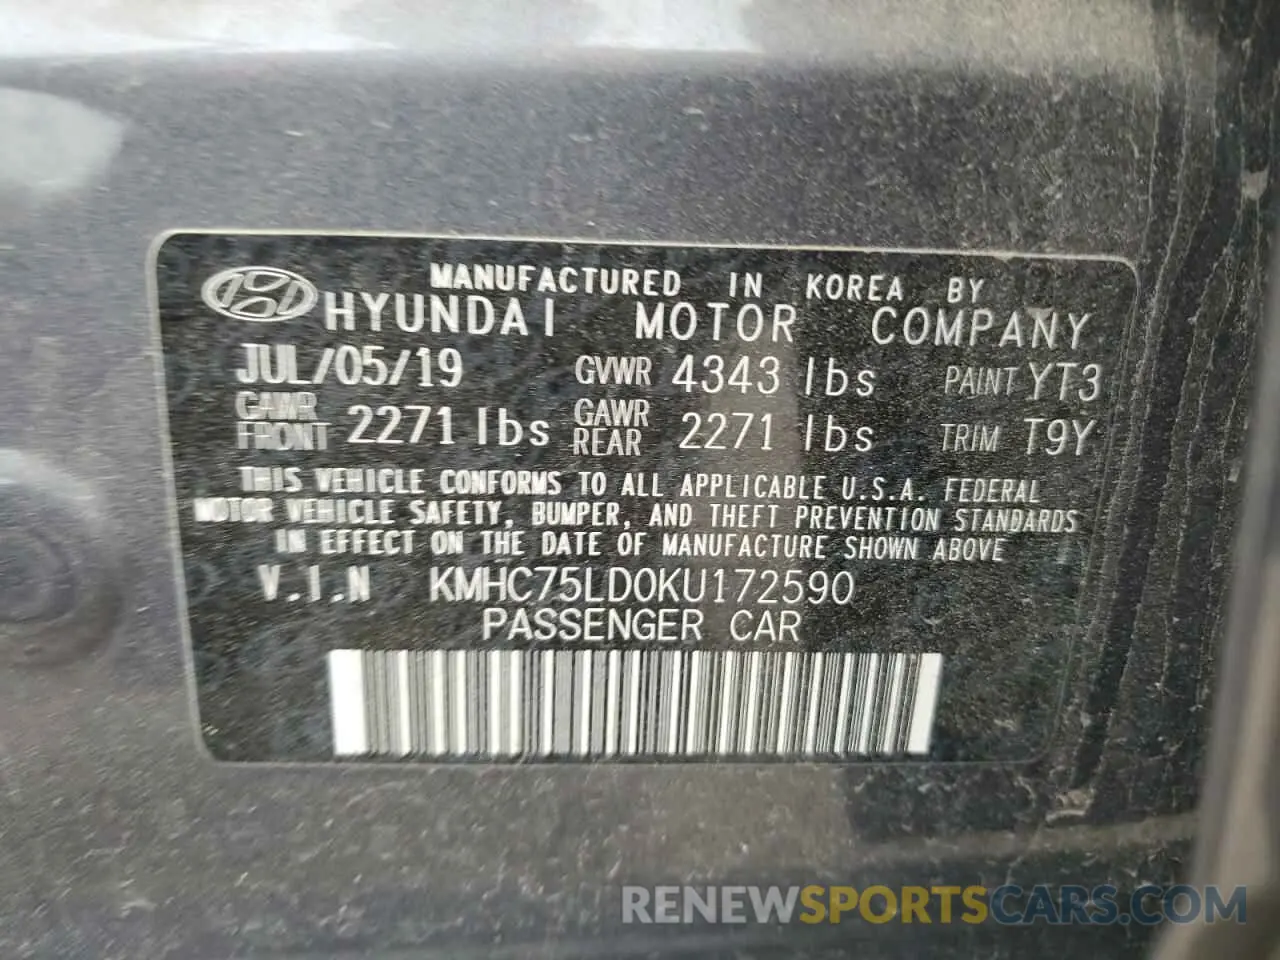 MANUFACTURED IN KOREA BY
HYUNDAI MOTOR COMPANY
JUL/05/19 GVWR 4343 lbs PAINT YT3
GAWR FRONT 2271 lbs GAWR REAR 2271 lbs TRIM T9Y
THIS VEHICLE CONFORMS TO ALL APPLICABLE U.S.A. FEDERAL
MOTOR VEHICLE SAFETY, BUMPER, AND THEFT PREVENTION STANDARDS
IN EFFECT ON THE DATE OF MANUFACTURE SHOWN ABOVE
V.I.N KMHC75LD0KU172590
PASSENGER CAR
RENEWSPORTSCARS.COM